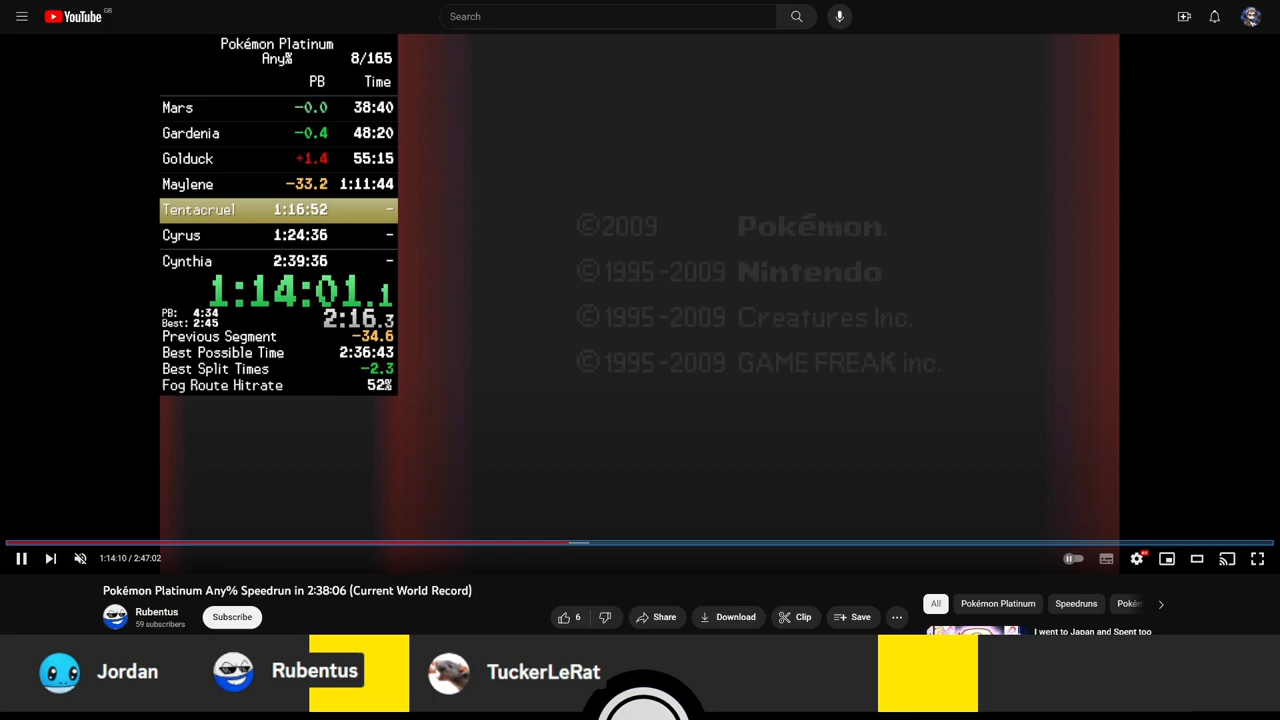 YouTube GB
Search
Pokémon Platinum
Any% 8/165
PB Time
Mars -0.0 38:40
Gardenia -0.4 48:20
Golduck +1.4 55:15
Maylene -33.2 1:11:44
Tentacruel 1:16:52 -
Cyrus 1:24:36 -
Cynthia 2:39:36 -
1:14:01.1
PB: 4:34
Best: 2:45
2:16.3
Previous Segment -34.6
Best Possible Time 2:36:43
Best Split Times -2.3
Fog Route Hitrate 52%
©2009 Pokémon.
©1995-2009 Nintendo
©1995-2009 Creatures Inc.
©1995-2009 GAME FREAK inc.
1:14:10 / 2:47:02
Pokémon Platinum Any% Speedrun in 2:38:06 (Current World Record)
Rubentus
59 subscribers
Subscribe
6
Share
Download
Clip
Save
All
Pokémon Platinum
Speedruns
Pokém
I went to Japan and Spent too
Jordan
Rubentus
TuckerLeRat